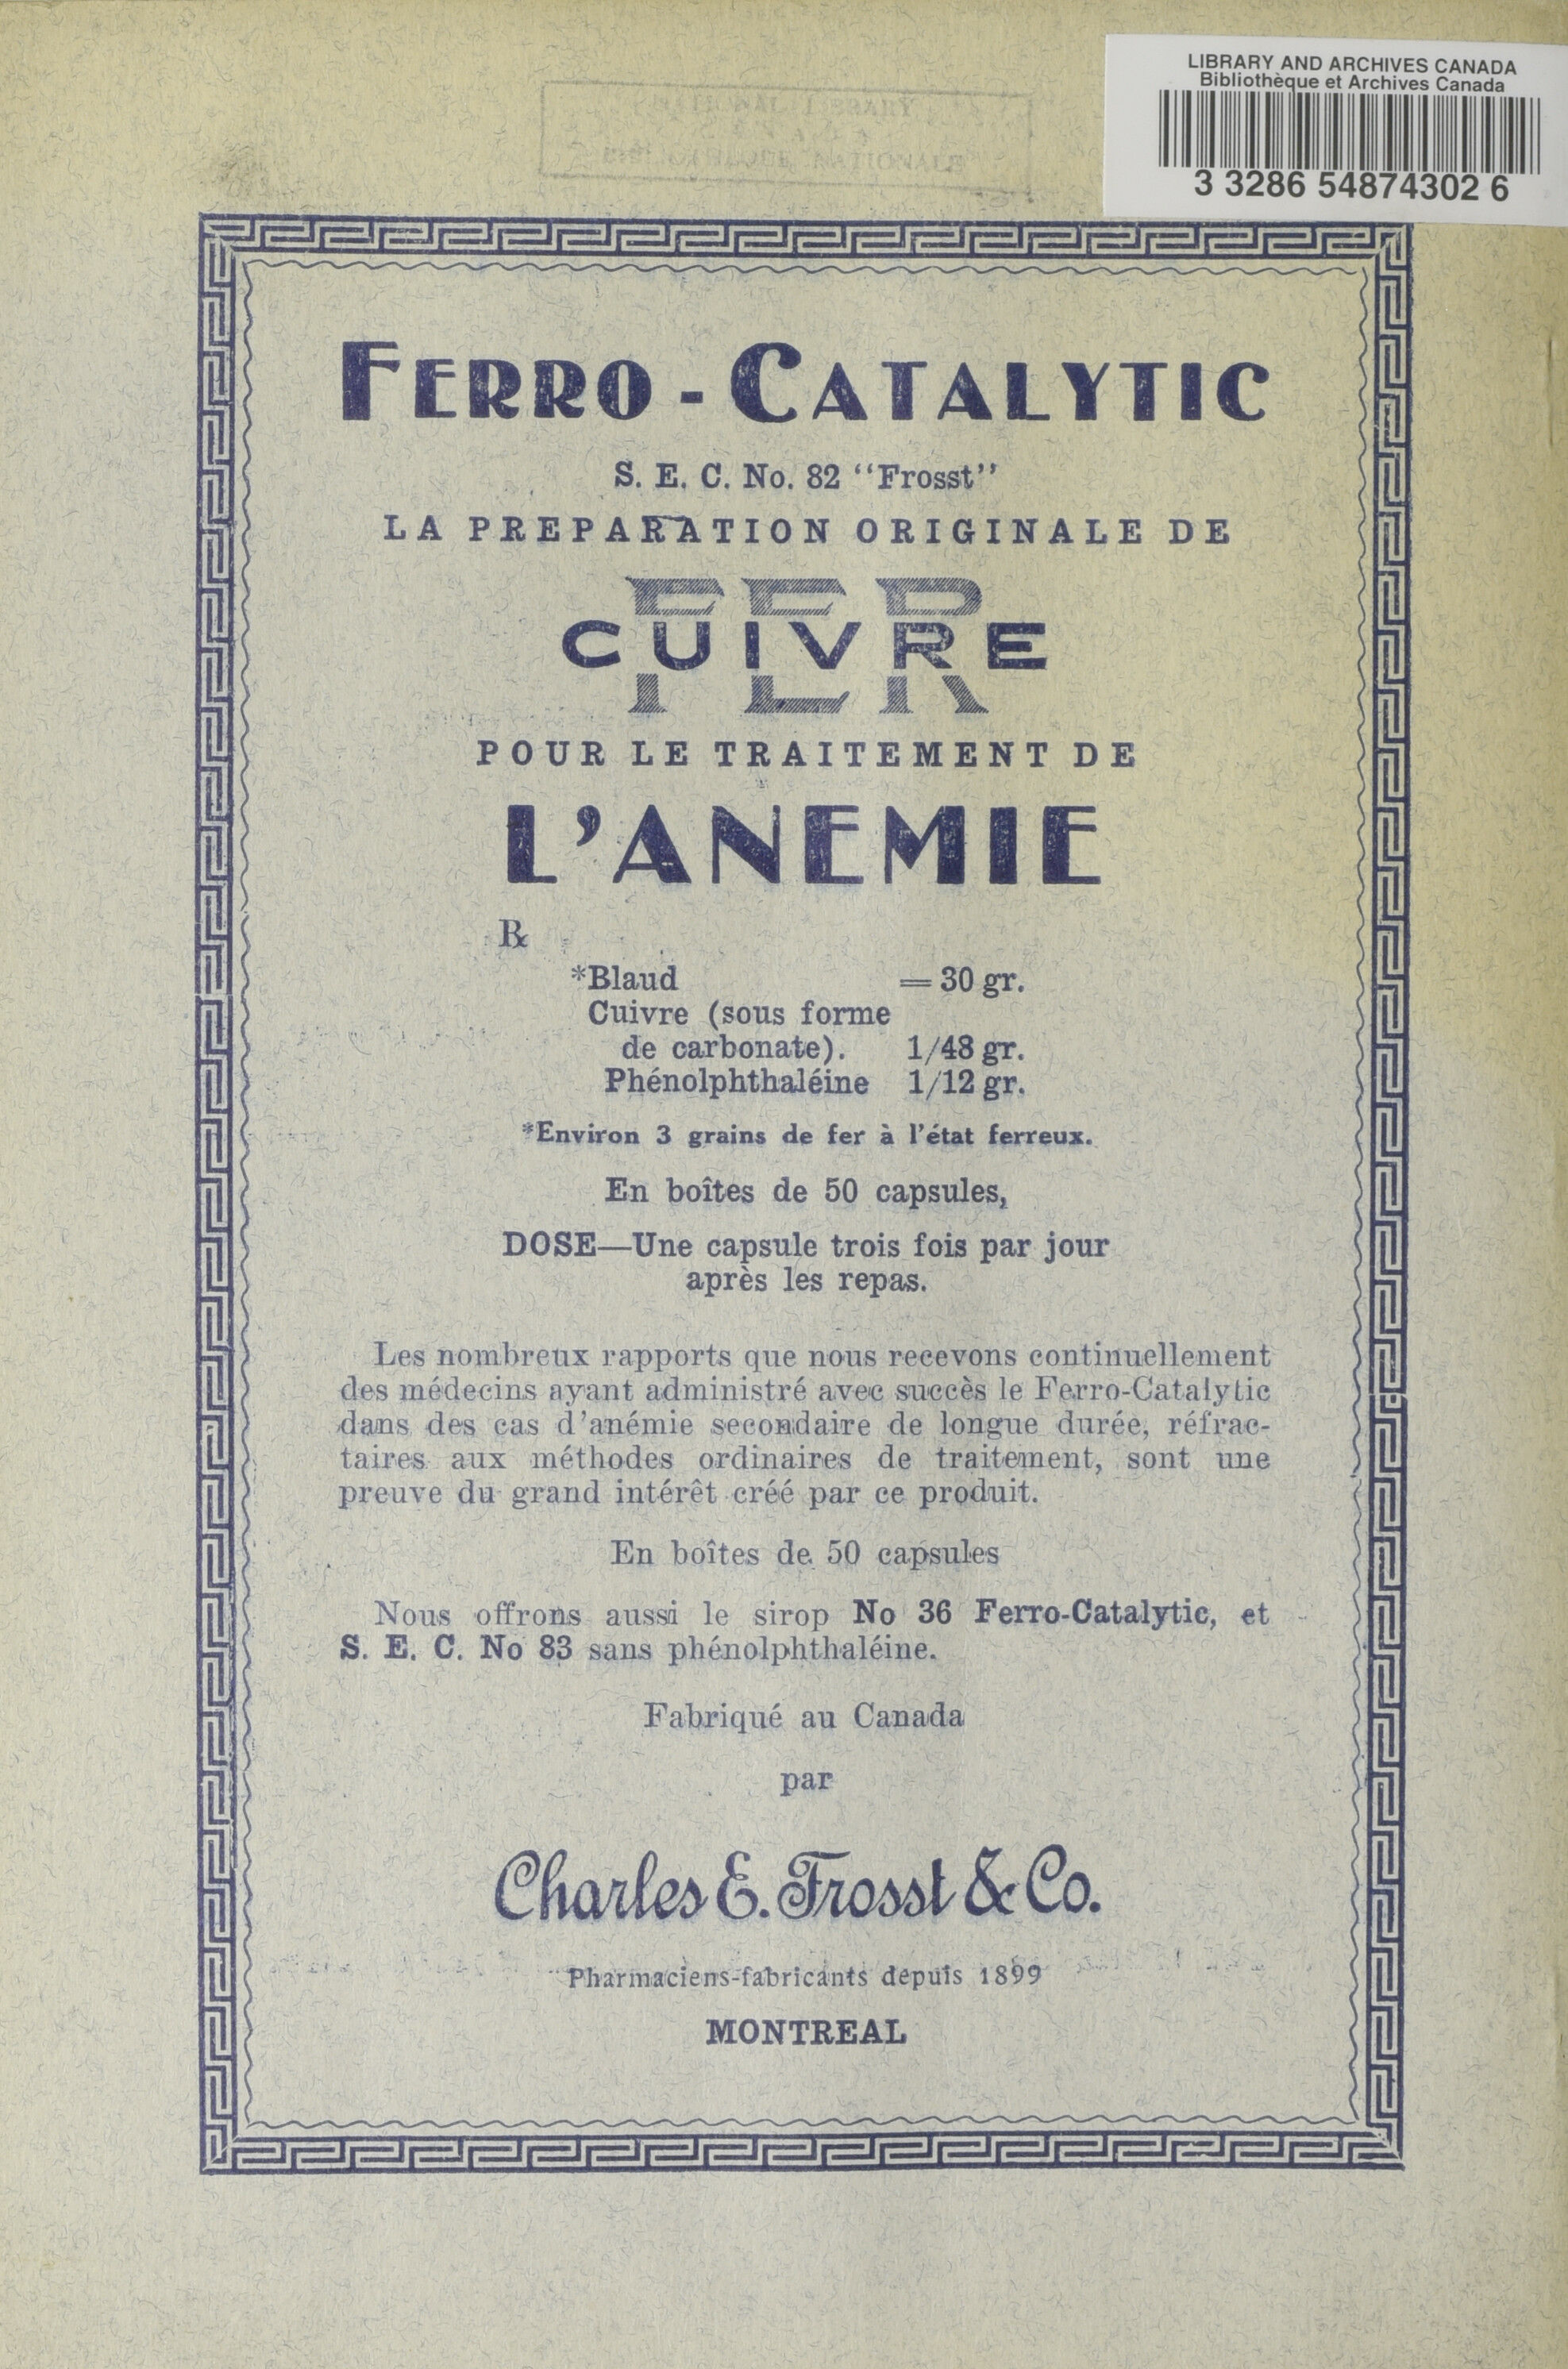 LIBRARY AND ARCHIVES CANADA
Bibliothèque et Archives Canada
3 3286 54874302 6
NATIONAL LIBRARY
BIBLIOTHEQUE NATIONALE
FERRO-CATALYTIC
S. E. C. No. 82 "Frosst"
LA PREPARATION ORIGINALE DE
FER
CUIVRE
POUR LE TRAITEMENT DE
L'ANEMIE
℞
*Blaud = 30 gr.
Cuivre (sous forme
de carbonate). 1/48 gr.
Phénolphthaléine 1/12 gr.
*Environ 3 grains de fer à l'état ferreux.
En boîtes de 50 capsules,
DOSE—Une capsule trois fois par jour
après les repas.
Les nombreux rapports que nous recevons continuellement
des médecins ayant administré avec succès le Ferro-Catalytic
dans des cas d'anémie secondaire de longue durée, réfrac-
taires aux méthodes ordinaires de traitement, sont une
preuve du grand intérêt créé par ce produit.
En boîtes de 50 capsules
Nous offrons aussi le sirop No 36 Ferro-Catalytic, et
S. E. C. No 83 sans phénolphthaléine.
Fabriqué au Canada
par
Charles E. Frosst & Co.
Pharmaciens-fabricants depuis 1899
MONTREAL